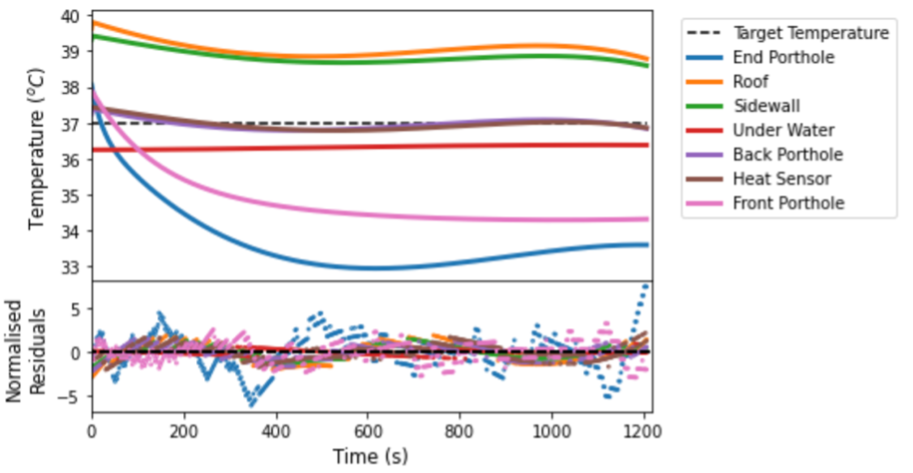 40
39
38
37
36
35
34
33
Temperature (°C)
5
0
−5
Normalised
Residuals
0
200
400
600
800
1000
1200
Time (s)
Target Temperature
End Porthole
Roof
Sidewall
Under Water
Back Porthole
Heat Sensor
Front Porthole